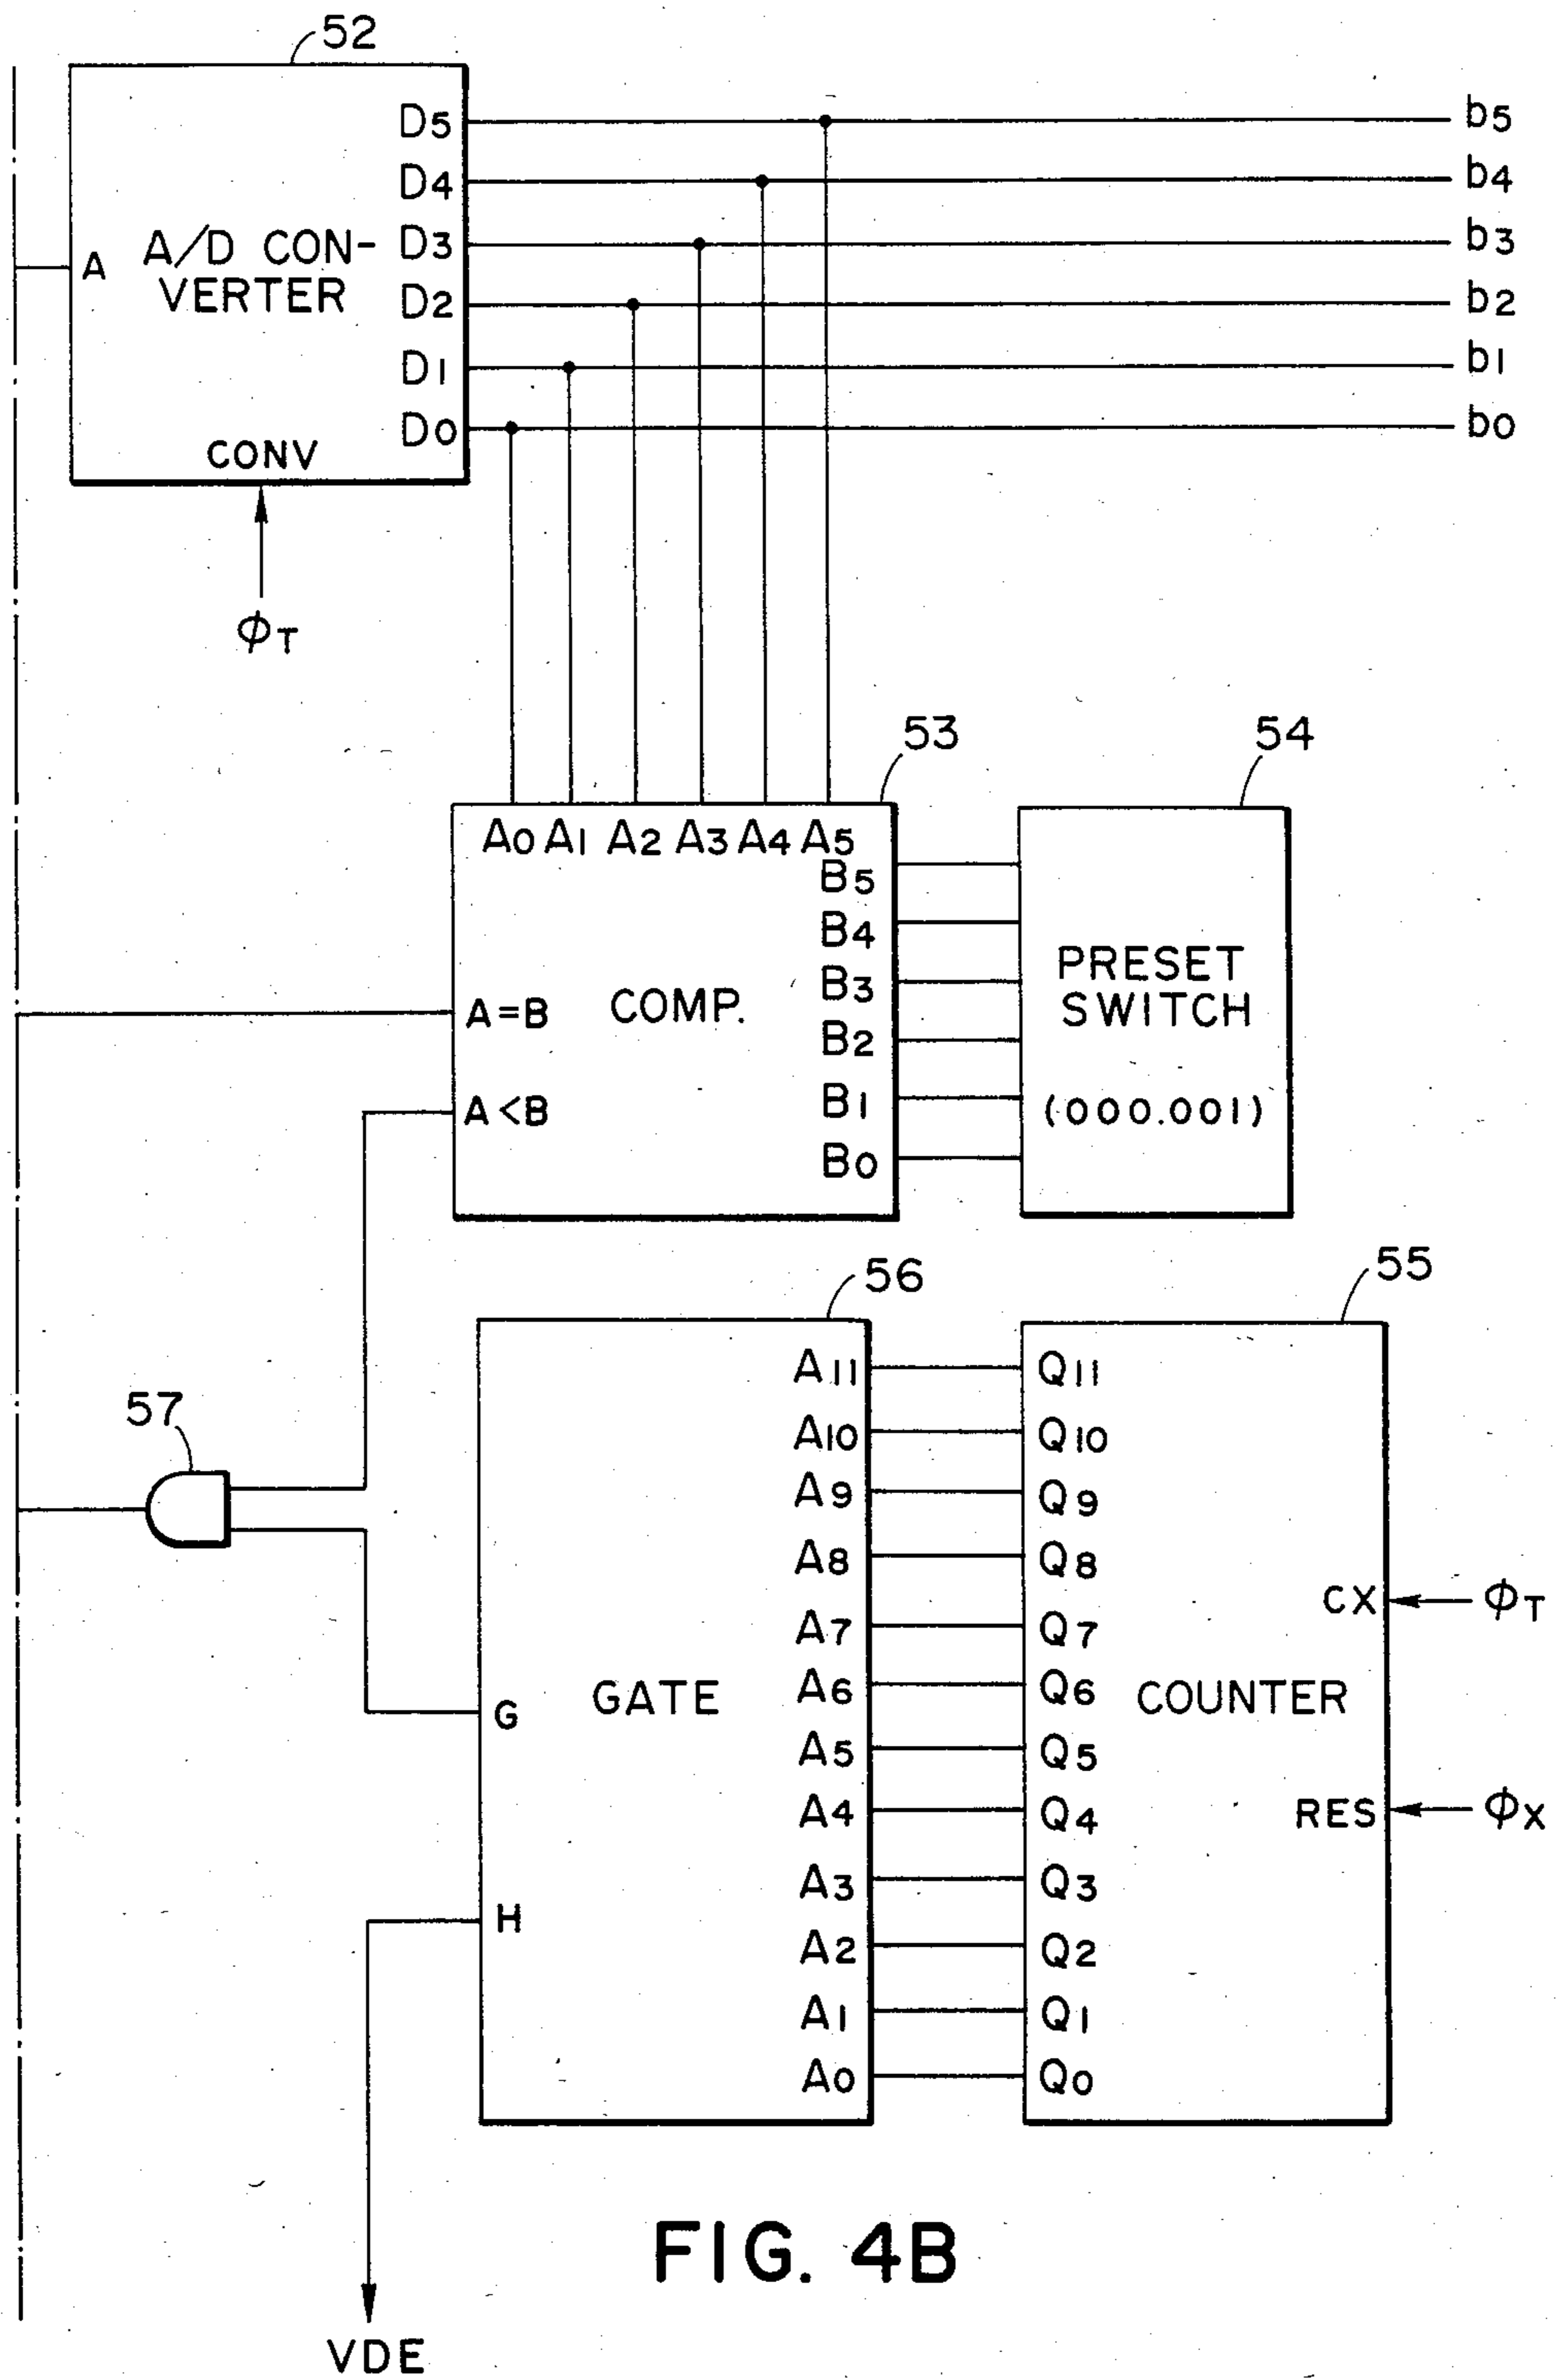 52
D5 b5
D4 b4
A/D CON- D3 b3
A VERTER D2 b2
D1 b1
D0 b0
CONV
φT
53 54
A0 A1 A2 A3 A4 A5
B5
B4
PRESET
B3
A=B COMP. SWITCH
B2
A<B B1 (000.001)
B0
56 55
A11 Q11
57
A10 Q10
A9 Q9
A8 Q8
CX φT
A7 Q7
A6 Q6
G GATE COUNTER
A5 Q5
A4 Q4 RES φX
A3 Q3
H
A2 Q2
A1 Q1
A0 Q0
FIG. 4B
VDE